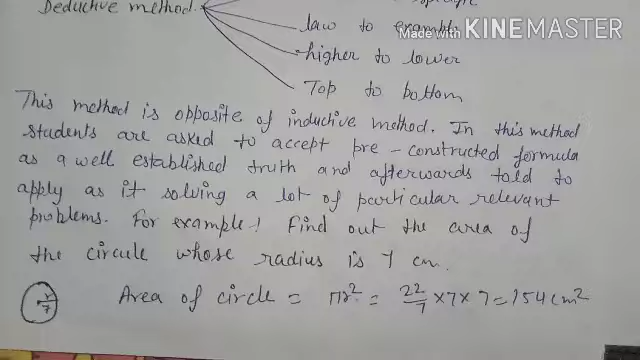 Deductive method.
law to example
Made with KINEMASTER
higher to lower
Top to bottom
This method is opposite of inductive method. In this method
students are asked to accept pre-constructed formula
as a well established truth and afterwards told to
apply as it solving a lot of particular relevant
problems. For example! Find out the area of
the circule whose radius is 7 cm.
r
7
Area of circle = πr² = 22/7 × 7 × 7 = 154 cm²